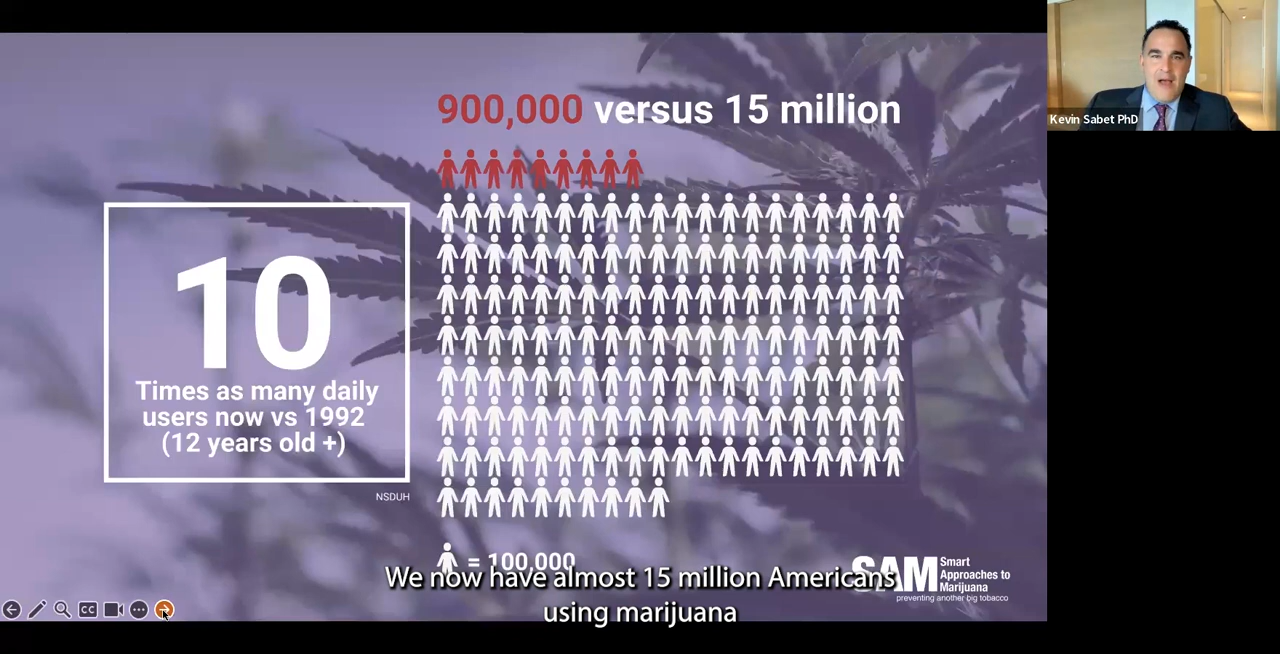 900,000 versus 15 million
10
Times as many daily
users now vs 1992
(12 years old +)
NSDUH
= 100,000
SAM
Smart
Approaches to
Marijuana
preventing another big tobacco
We now have almost 15 million Americans
using marijuana
CC
Kevin Sabet PhD